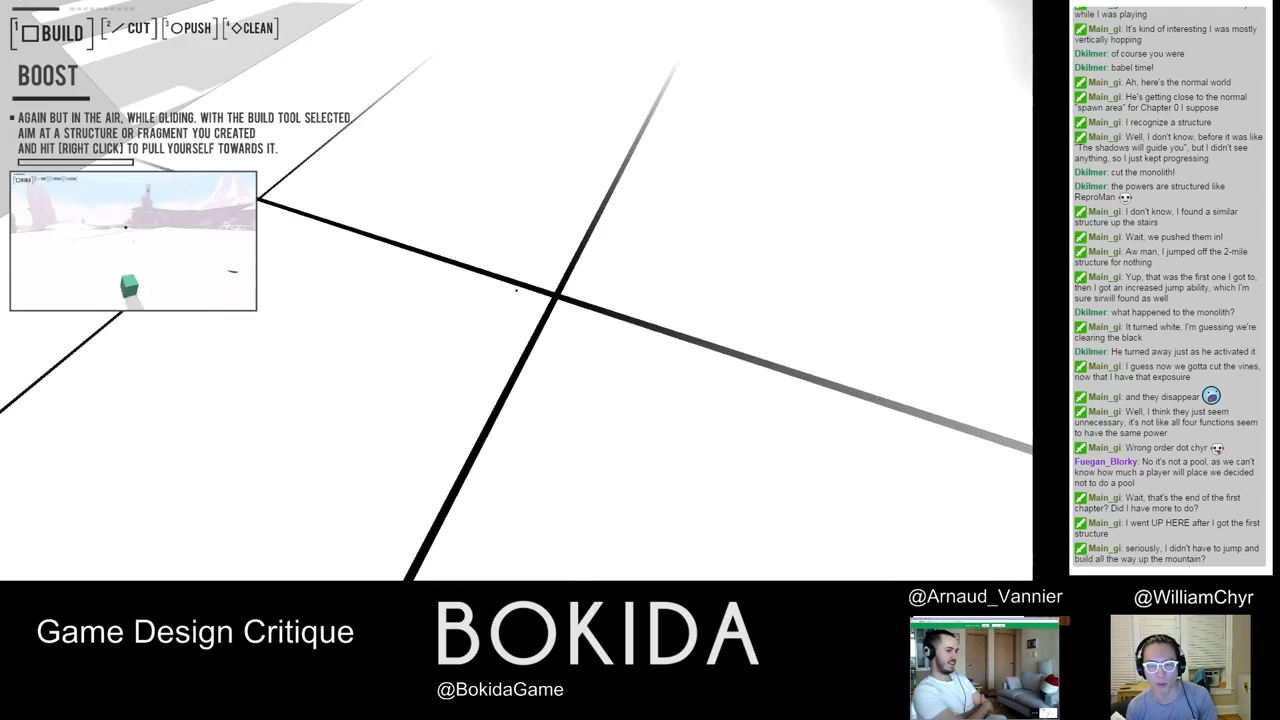 1 BUILD 2 CUT 3 PUSH 4 CLEAN
BOOST
AGAIN BUT IN THE AIR, WHILE GLIDING. WITH THE BUILD TOOL SELECTED,
AIM AT A STRUCTURE OR FRAGMENT YOU CREATED
AND HIT [RIGHT CLICK] TO PULL YOURSELF TOWARDS IT.
while I was playing
Main_gi: It's kind of interesting I was mostly
vertically hopping
Dkilmer: of course you were
Dkilmer: babel time!
Main_gi: Ah, here's the normal world
Main_gi: He's getting close to the normal
"spawn area" for Chapter 0 I suppose
Main_gi: I recognize a structure
Main_gi: Well, I don't know, before it was like
"The shadows will guide you", but I didn't see
anything, so I just kept progressing
Dkilmer: cut the monolith!
Dkilmer: the powers are structured like
ReproMan
Main_gi: I don't know, I found a similar
structure up the stairs
Main_gi: Wait, we pushed them in!
Main_gi: Aw man, I jumped off the 2-mile
structure for nothing
Main_gi: Yup, that was the first one I got to,
then I got an increased jump ability, which I'm
sure sirwill found as well
Dkilmer: what happened to the monolith?
Main_gi: It turned white, I'm guessing we're
clearing the black
Dkilmer: He turned away just as he activated it
Main_gi: I guess now we gotta cut the vines,
now that I have that exposuire
Main_gi: and they disappear
Main_gi: Well, I think they just seem
unnecessary, it's not like all four functions seem
to have the same power
Main_gi: Wrong order dot chyr
Fuegan_Blorky: No it's not a pool, as we can't
know how much a player will place we decided
not to do a pool
Main_gi: Wait, that's the end of the first
chapter? Did I have more to do?
Main_gi: I went UP HERE after I got the first
structure
Main_gi: seriously, I didn't have to jump and
build all the way up the mountain?
Game Design Critique
BOKIDA
@BokidaGame
@Arnaud_Vannier
@WilliamChyr